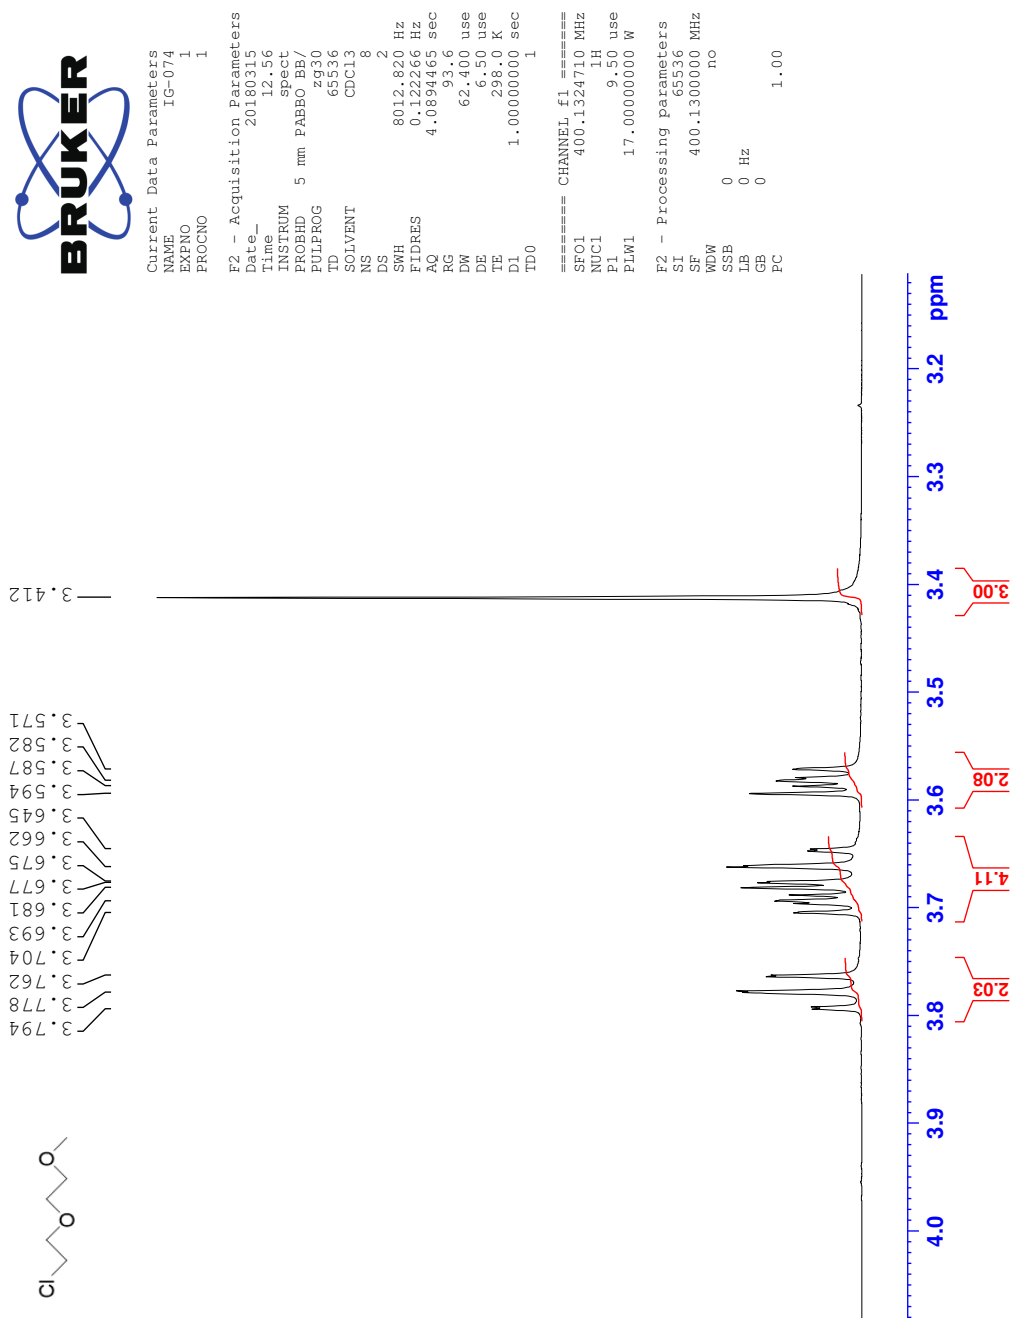 BRUKER
Current Data Parameters
NAME IG-074
EXPNO 1
PROCNO 1
F2 - Acquisition Parameters
Date_ 20180315
Time 12.56
INSTRUM spect
PROBHD 5 mm PABBO BB/
PULPROG zg30
TD 65536
SOLVENT CDCl3
NS 8
DS 2
SWH 8012.820 Hz
FIDRES 0.122266 Hz
AQ 4.0894465 sec
RG 93.6
DW 62.400 use
DE 6.50 use
TE 298.0 K
D1 1.00000000 sec
TD0 1
======== CHANNEL f1 ========
SFO1 400.1324710 MHz
NUC1 1H
P1 9.50 use
PLW1 17.00000000 W
F2 - Processing parameters
SI 65536
SF 400.1300000 MHz
WDW no
SSB 0
LB 0 Hz
GB 0
PC 1.00
3.794
3.778
3.762
3.704
3.693
3.681
3.677
3.675
3.662
3.645
3.594
3.587
3.582
3.571
3.412
Cl O O
4.0 3.9 3.8 3.7 3.6 3.5 3.4 3.3 3.2 ppm
2.03 4.11 2.08 3.00